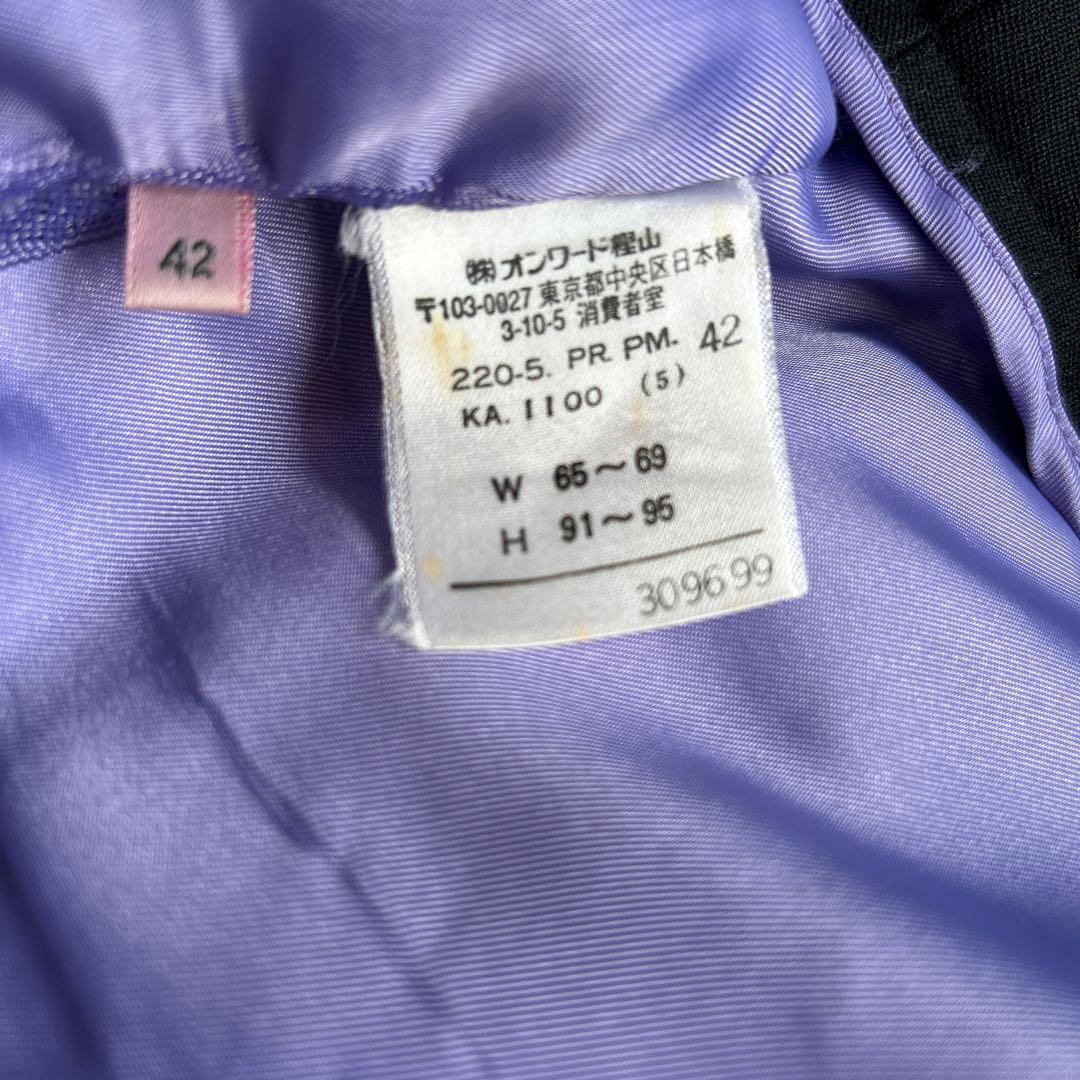 42
㈱オンワード樫山
〒103-0027 東京都中央区日本橋
3-10-5 消費者室
220-5. PR. PM. 42
KA. 1100 (5)
W 65～69
H 91～95
309699